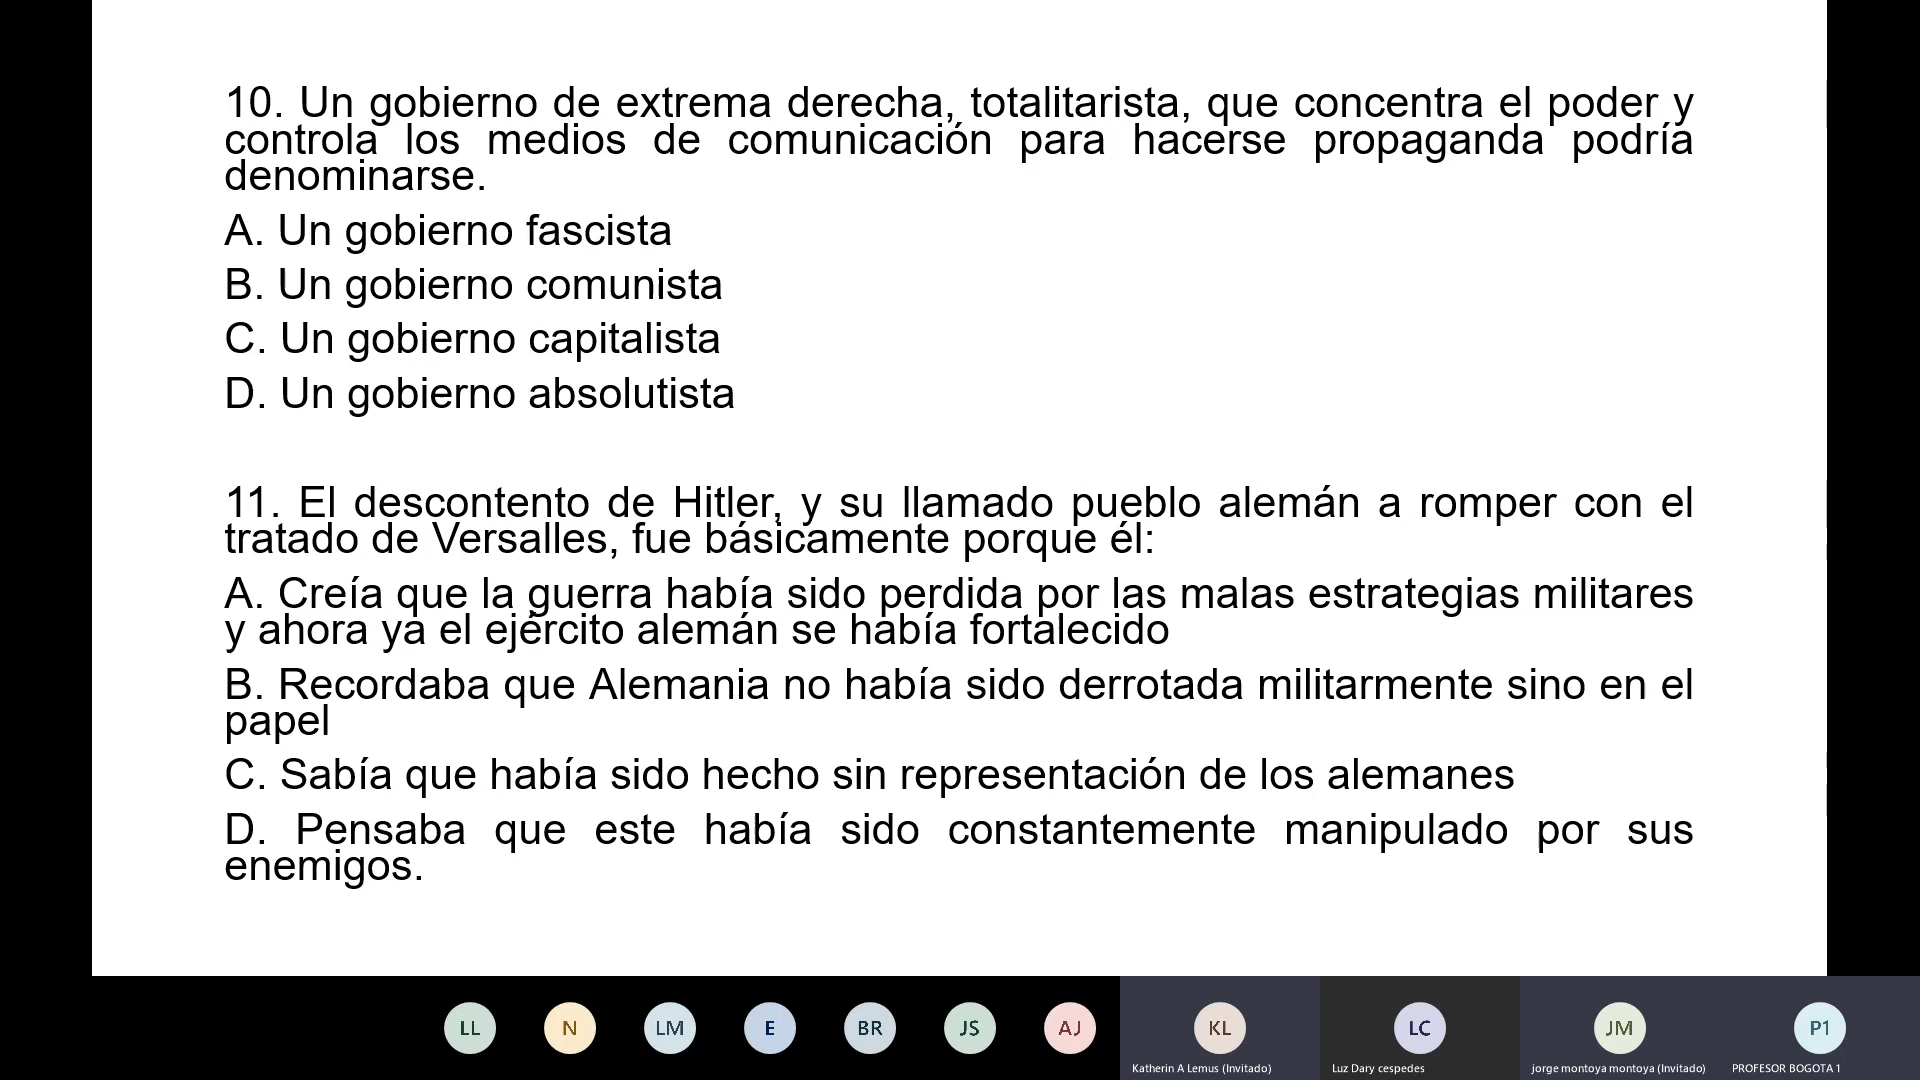 10. Un gobierno de extrema derecha, totalitarista, que concentra el poder y
controla los medios de comunicación para hacerse propaganda podría
denominarse.
A. Un gobierno fascista
B. Un gobierno comunista
C. Un gobierno capitalista
D. Un gobierno absolutista
11. El descontento de Hitler, y su llamado pueblo alemán a romper con el
tratado de Versalles, fue básicamente porque él:
A. Creía que la guerra había sido perdida por las malas estrategias militares
y ahora ya el ejército alemán se había fortalecido
B. Recordaba que Alemania no había sido derrotada militarmente sino en el
papel
C. Sabía que había sido hecho sin representación de los alemanes
D. Pensaba que este había sido constantemente manipulado por sus
enemigos.
LL N LM E BR JS AJ KL LC JM P1
Katherin A Lemus (Invitado) Luz Dary cespedes jorge montoya montoya (Invitado) PROFESOR BOGOTA 1